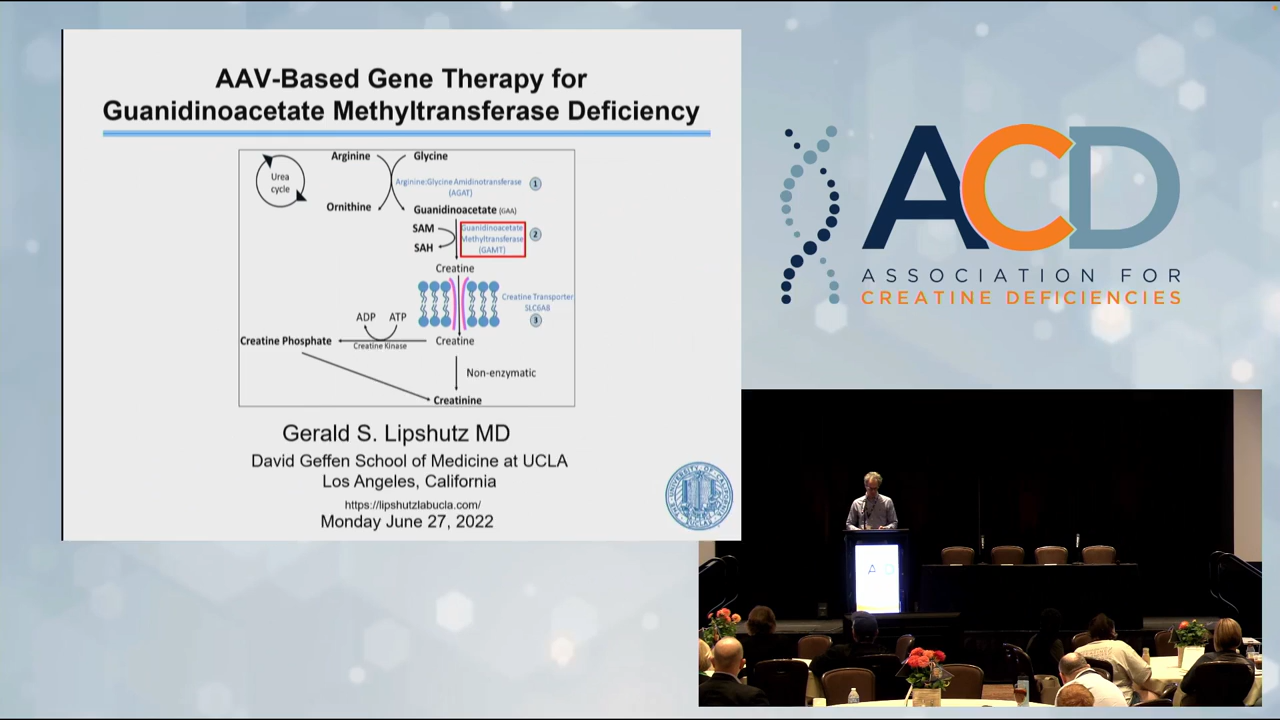 AAV-Based Gene Therapy for
Guanidinoacetate Methyltransferase Deficiency
Urea
cycle
Arginine
Glycine
Arginine:Glycine Amidinotransferase
(AGAT)
1
Ornithine
Guanidinoacetate (GAA)
SAM
SAH
Guanidinoacetate
Methyltransferase
(GAMT)
2
Creatine
Creatine Transporter
SLC6A8
3
ADP
ATP
Creatine Phosphate
Creatine Kinase
Creatine
Non-enzymatic
Creatinine
Gerald S. Lipshutz MD
David Geffen School of Medicine at UCLA
Los Angeles, California
https://lipshutzlabucla.com/
Monday June 27, 2022
ACD
ASSOCIATION FOR
CREATINE DEFICIENCIES